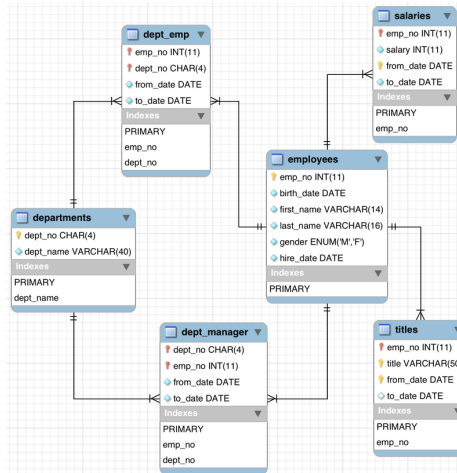 dept_emp
emp_no INT(11)
dept_no CHAR(4)
from_date DATE
to_date DATE
Indexes
PRIMARY
emp_no
dept_no
salaries
emp_no INT(11)
salary INT(11)
from_date DATE
to_date DATE
Indexes
PRIMARY
emp_no
employees
emp_no INT(11)
birth_date DATE
first_name VARCHAR(14)
last_name VARCHAR(16)
gender ENUM('M','F')
hire_date DATE
Indexes
PRIMARY
departments
dept_no CHAR(4)
dept_name VARCHAR(40)
Indexes
PRIMARY
dept_name
dept_manager
dept_no CHAR(4)
emp_no INT(11)
from_date DATE
to_date DATE
Indexes
PRIMARY
emp_no
dept_no
titles
emp_no INT(11)
title VARCHAR(50
from_date DATE
to_date DATE
Indexes
PRIMARY
emp_no